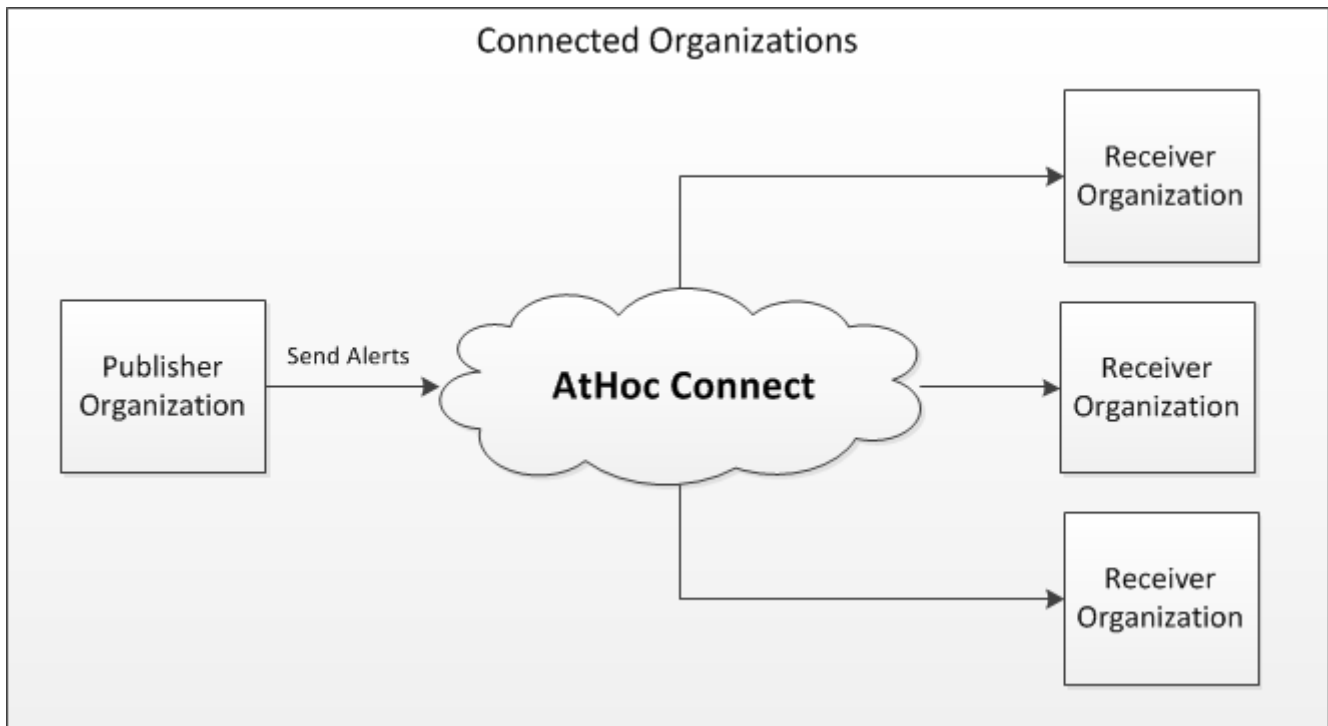 Connected Organizations
Receiver
Organization
Publisher
Organization
Send Alerts
AtHoc Connect
Receiver
Organization
Receiver
Organization